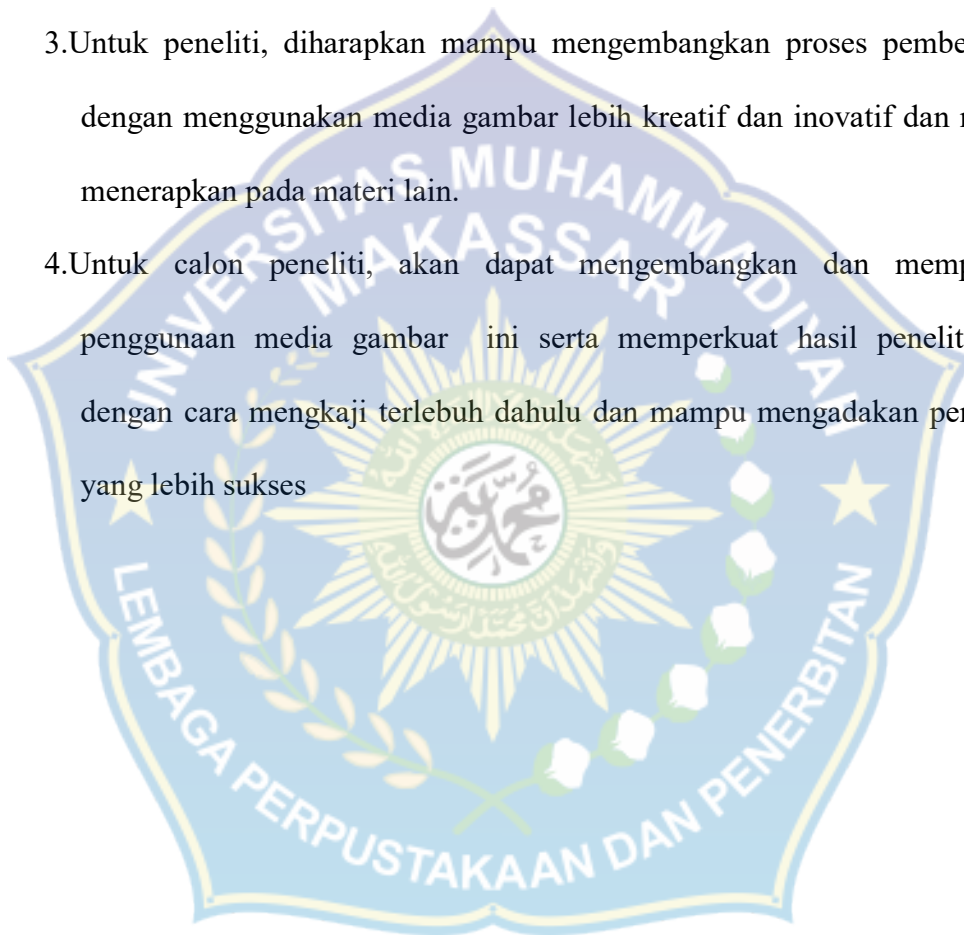 3.Untuk peneliti, diharapkan mampu mengembangkan proses pembe
dengan menggunakan media gambar lebih kreatif dan inovatif dan
menerapkan pada materi lain.
4.Untuk calon peneliti, akan dapat mengembangkan dan memp
penggunaan media gambar ini serta memperkuat hasil penelit
dengan cara mengkaji terlebuh dahulu dan mampu mengadakan per
yang lebih sukses
UNIVERSITAS MUHAMMADIYAH
MAKASSAR
LEMBAGA PERPUSTAKAAN DAN PENERBITAN